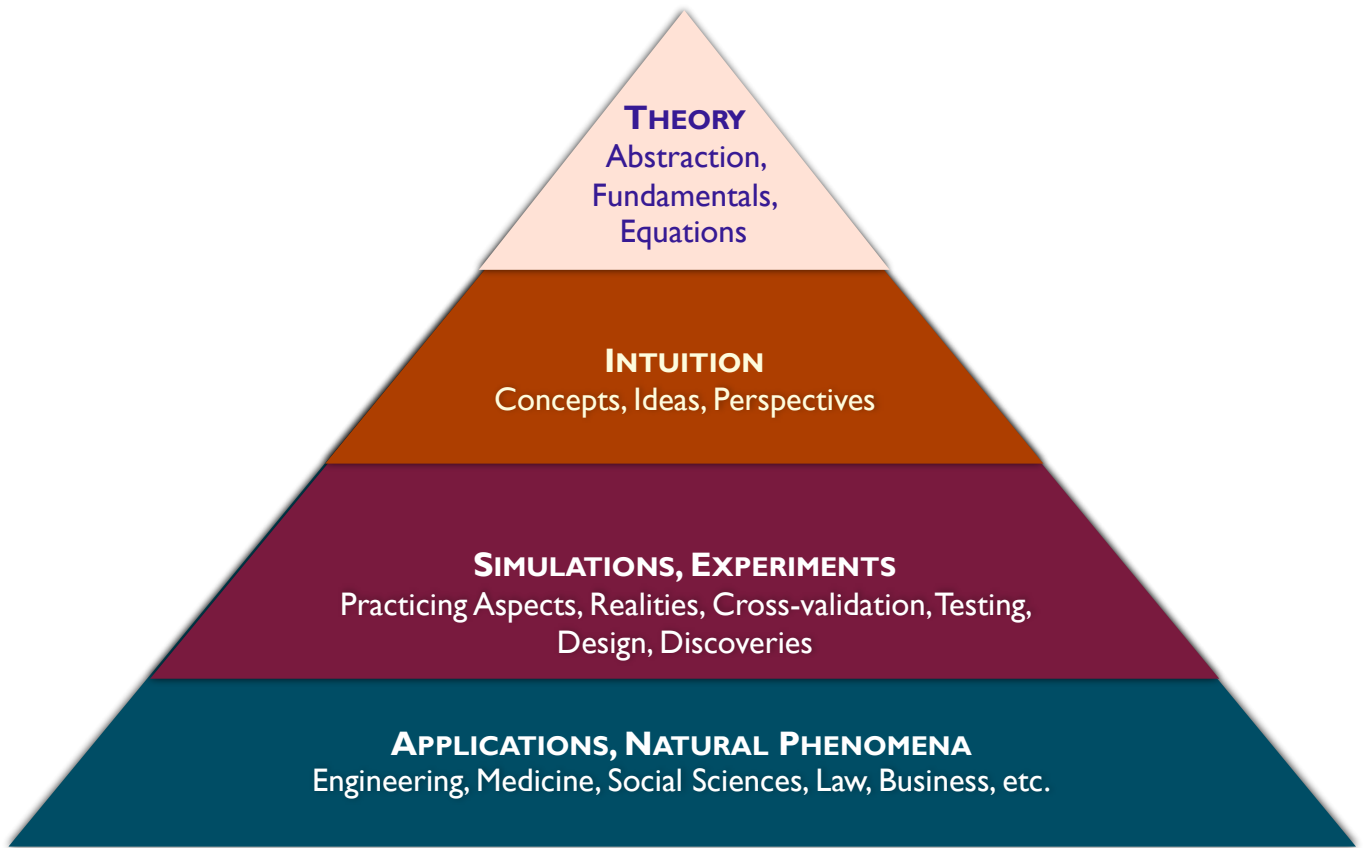 THEORY
Abstraction,
Fundamentals,
Equations
INTUITION
Concepts, Ideas, Perspectives
SIMULATIONS, EXPERIMENTS
Practicing Aspects, Realities, Cross-validation, Testing,
Design, Discoveries
APPLICATIONS, NATURAL PHENOMENA
Engineering, Medicine, Social Sciences, Law, Business, etc.